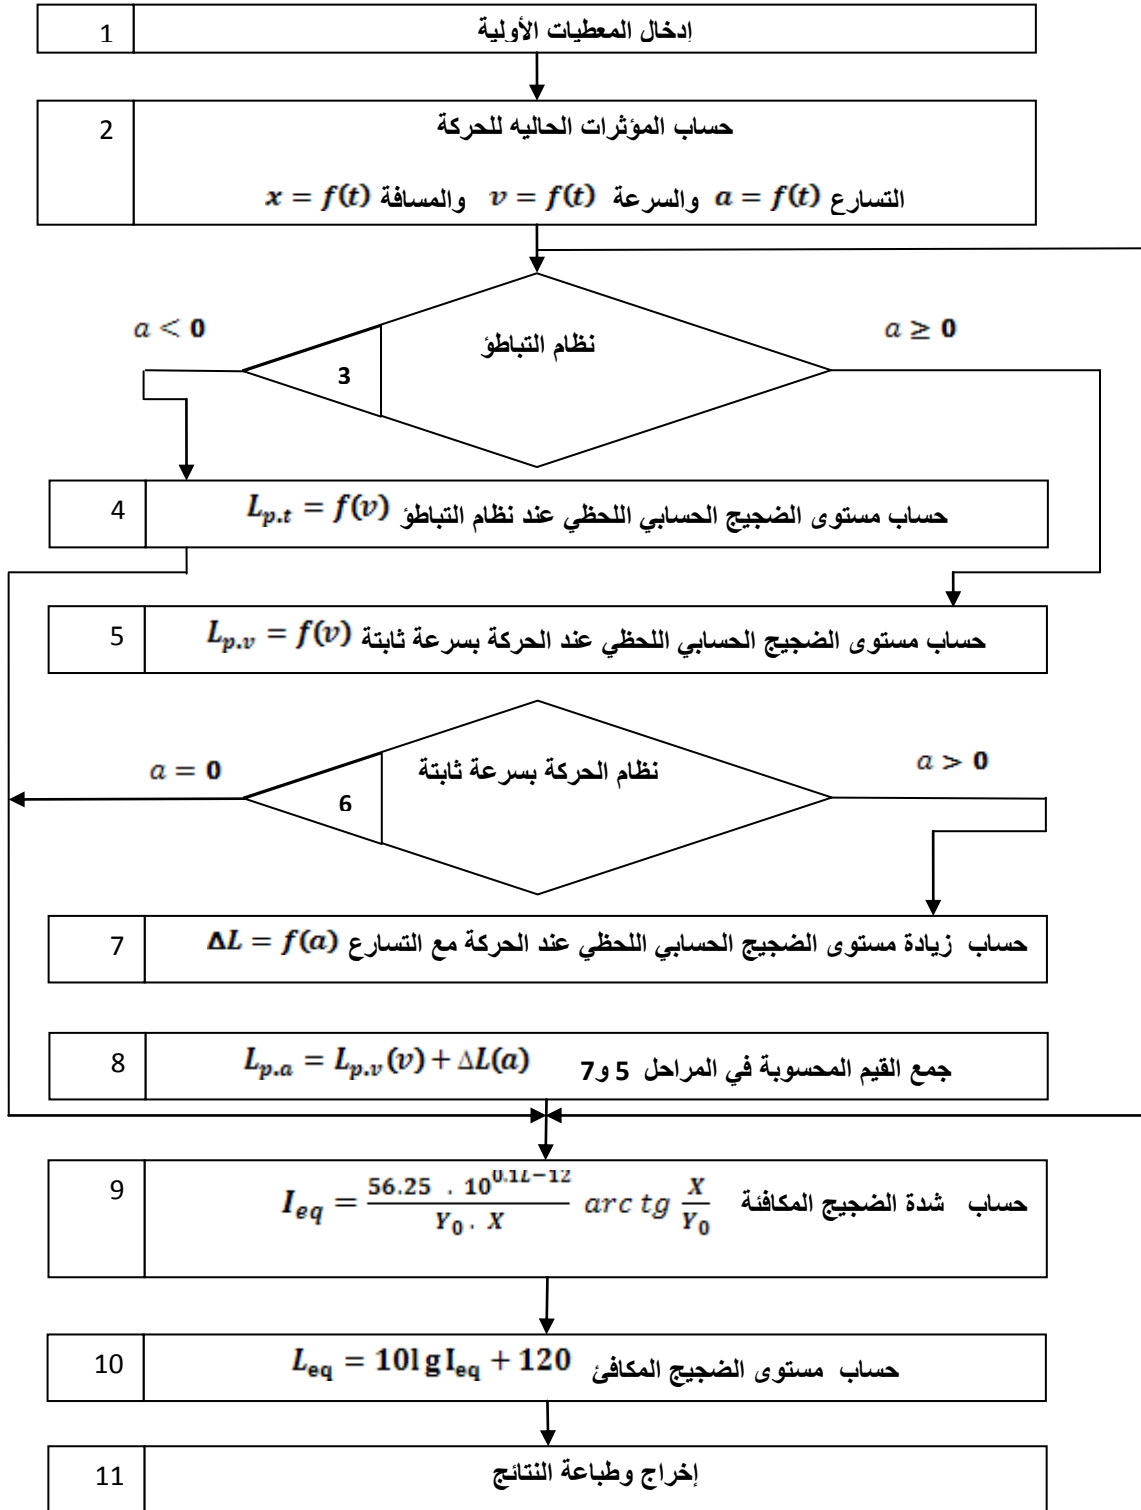 1 إدخال المعطيات الأولية
2 حساب المؤثرات الحاليه للحركة
التسارع a = f(t) والسرعة v = f(t) والمسافة x = f(t)
a < 0
a ≥ 0
نظام التباطؤ
3
4 حساب مستوى الضجيج الحسابي اللحظي عند نظام التباطؤ L_{p.t} = f(v)
5 حساب مستوى الضجيج الحسابي اللحظي عند الحركة بسرعة ثابتة L_{p.v} = f(v)
a = 0
a > 0
نظام الحركة بسرعة ثابتة
6
7 حساب زيادة مستوى الضجيج الحسابي اللحظي عند الحركة مع التسارع ΔL = f(a)
8 جمع القيم المحسوبة في المراحل 5 و7 L_{p.a} = L_{p.v}(v) + ΔL(a)
9 حساب شدة الضجيج المكافئة I_{eq} = \frac{56.25 . 10^{0.1L-12}}{Y_0 . X} arc tg \frac{X}{Y_0}
10 حساب مستوى الضجيج المكافئ L_{eq} = 10l g I_{eq} + 120
11 إخراج وطباعة النتائج